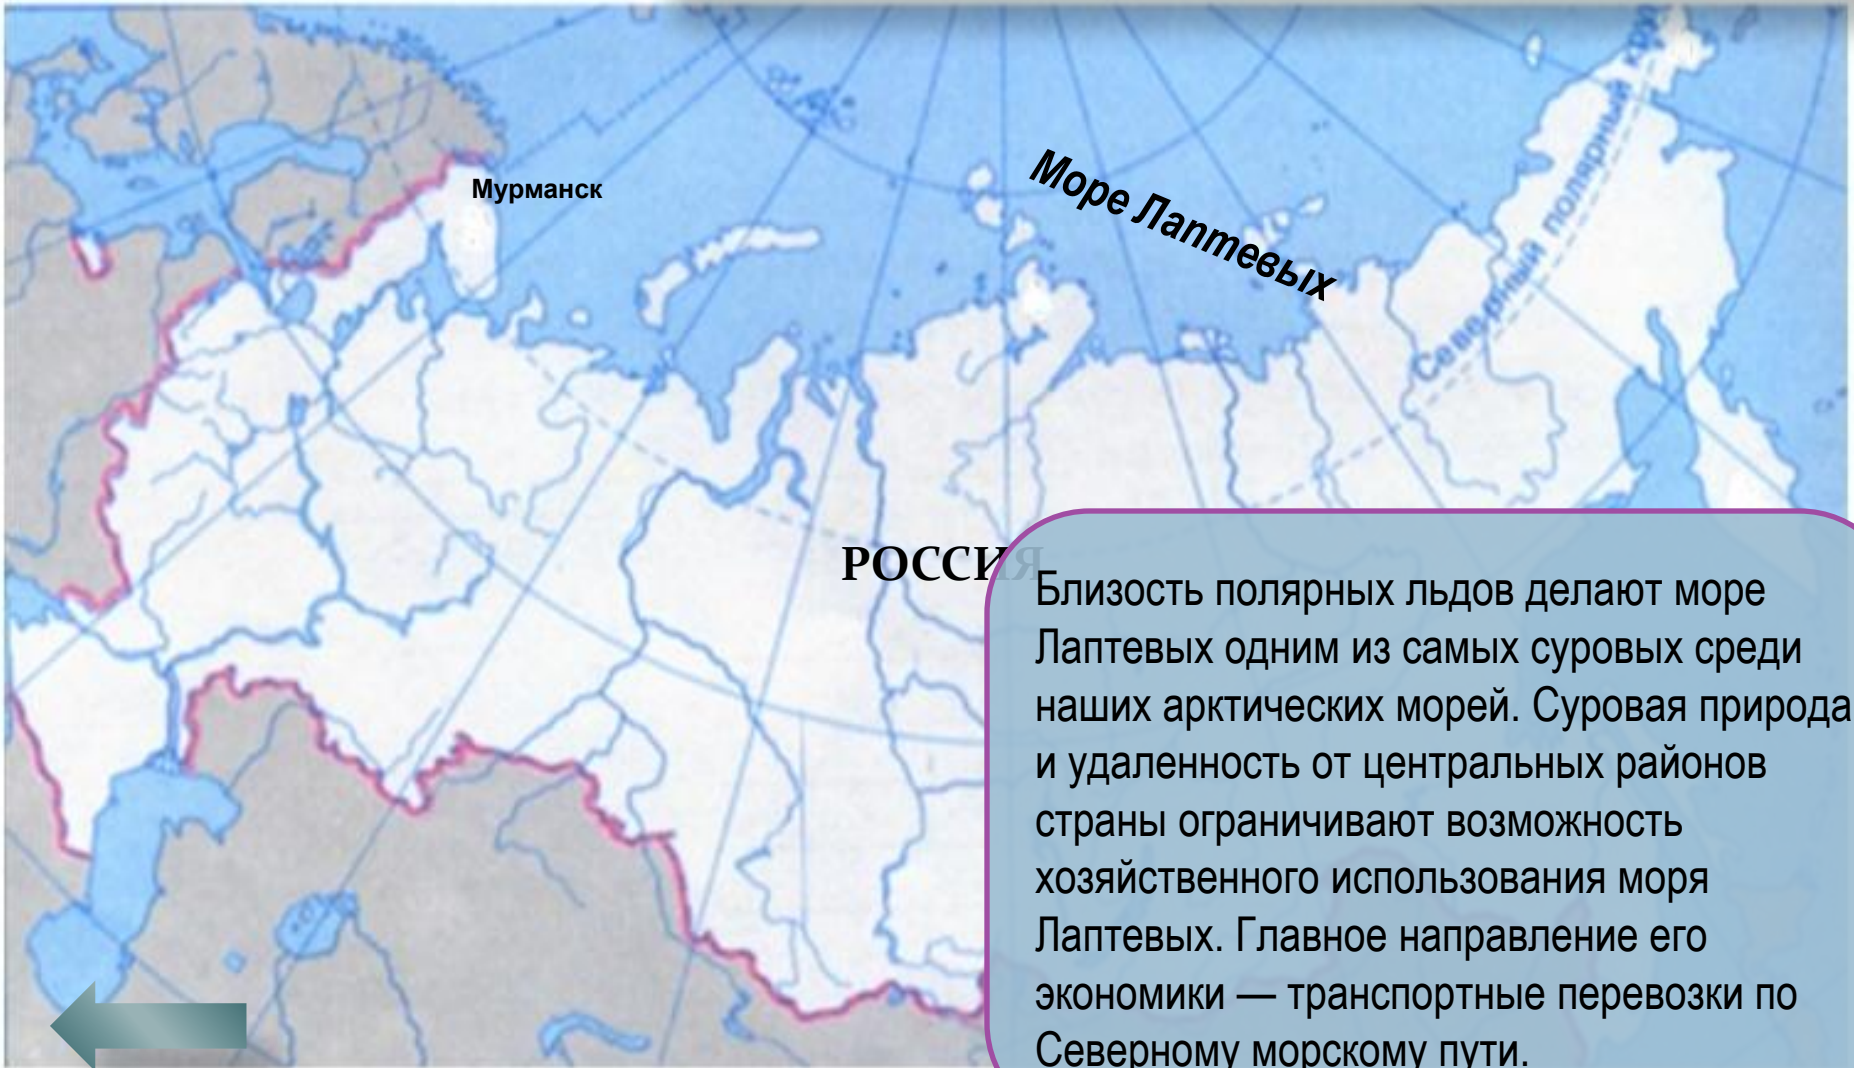 Мурманск
Море Лаптевых
Северный полярный
РОССИЯ
Близость полярных льдов делают море
Лаптевых одним из самых суровых среди
наших арктических морей. Суровая природа
и удаленность от центральных районов
страны ограничивают возможность
хозяйственного использования моря
Лаптевых. Главное направление его
экономики — транспортные перевозки по
Северному морскому пути.